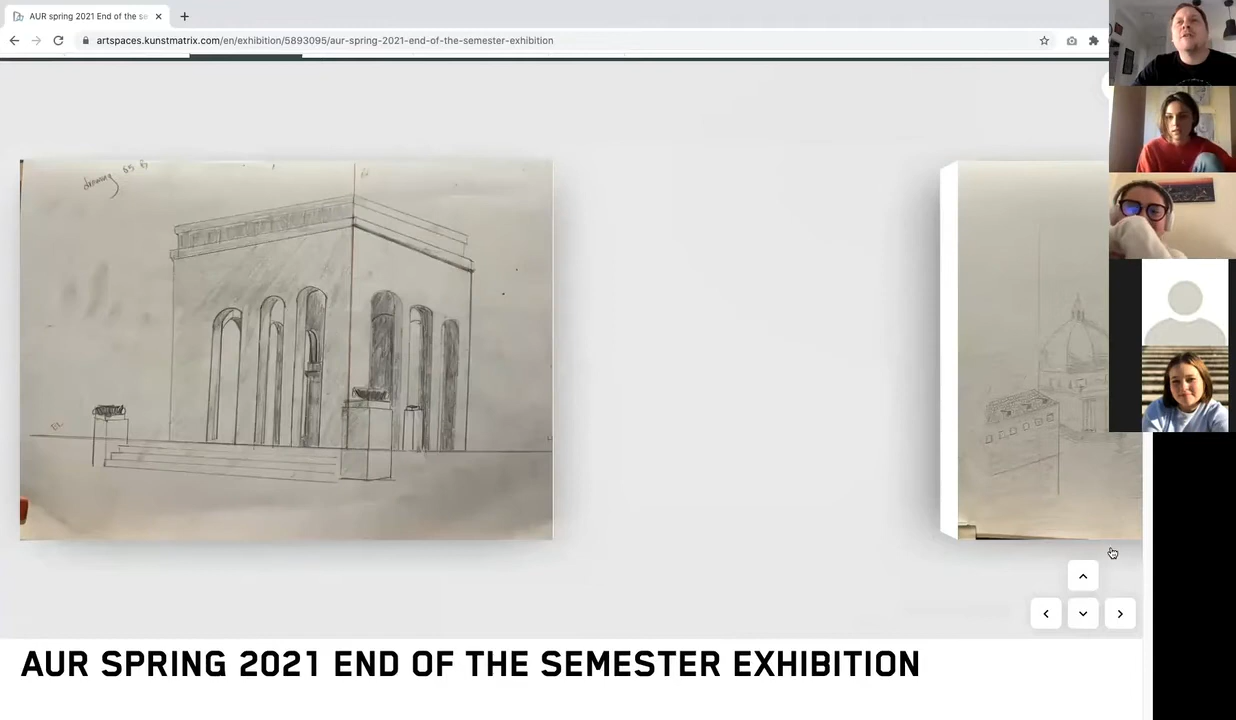 AUR spring 2021 End of the se
artspaces.kunstmatrix.com/en/exhibition/5893095/aur-spring-2021-end-of-the-semester-exhibition
drawing
AUR SPRING 2021 END OF THE SEMESTER EXHIBITION